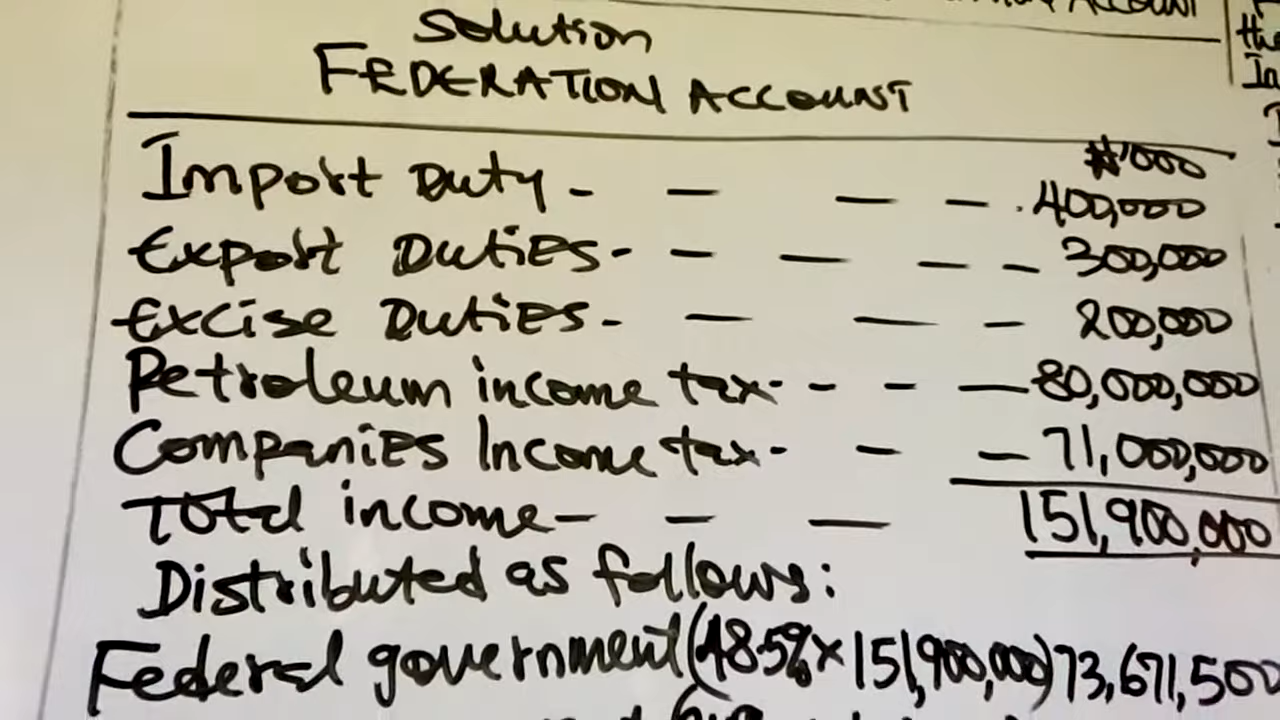 ACCOUNT
Solution
FEDERATION ACCOUNT
₦'000
Import Duty - - - - 400,000
Export Duties - - - - - 300,000
Excise Duties - - - - 200,000
Petroleum income tax - - - - 80,000,000
Companies Income tax - - - 71,000,000
Total income - - - 151,900,000
Distributed as follows:
Federal government (48.5% x 151,900,000) 73,671,500